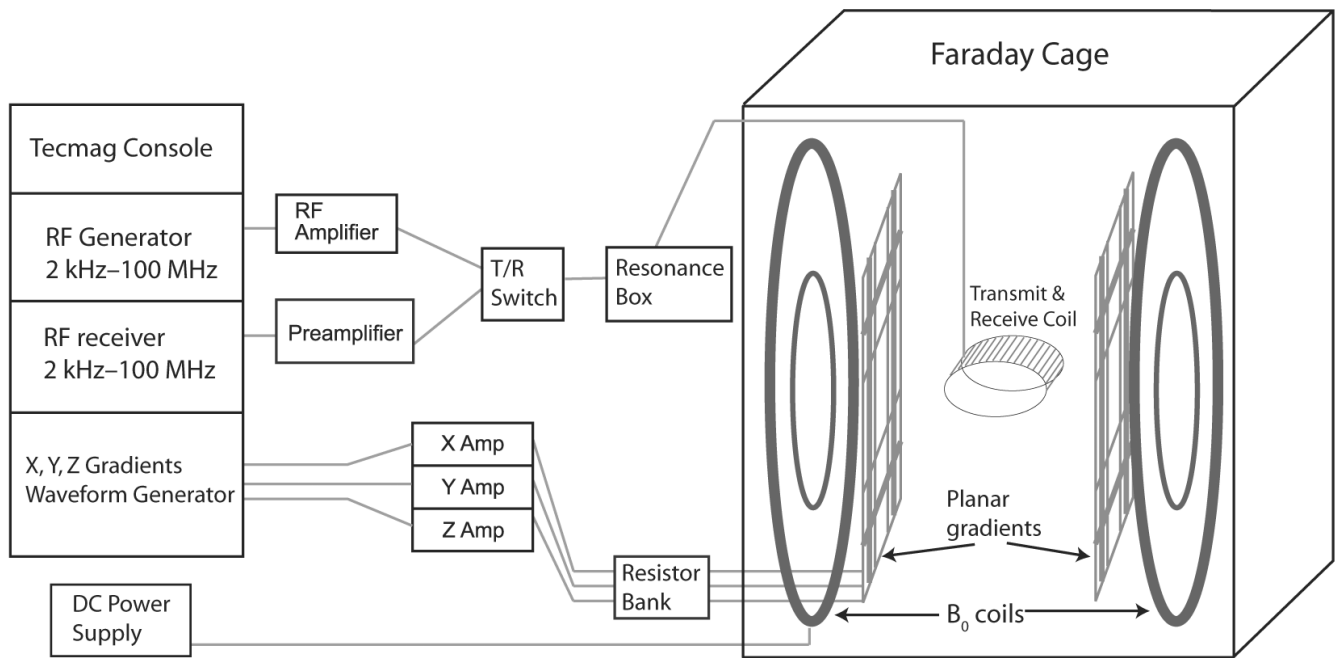 Faraday Cage
Tecmag Console
RF Generator
2 kHz–100 MHz
RF receiver
2 kHz–100 MHz
X, Y, Z Gradients
Waveform Generator
DC Power
Supply
RF
Amplifier
Preamplifier
T/R
Switch
Resonance
Box
X Amp
Y Amp
Z Amp
Resistor
Bank
Transmit &
Receive Coil
Planar
gradients
B₀ coils